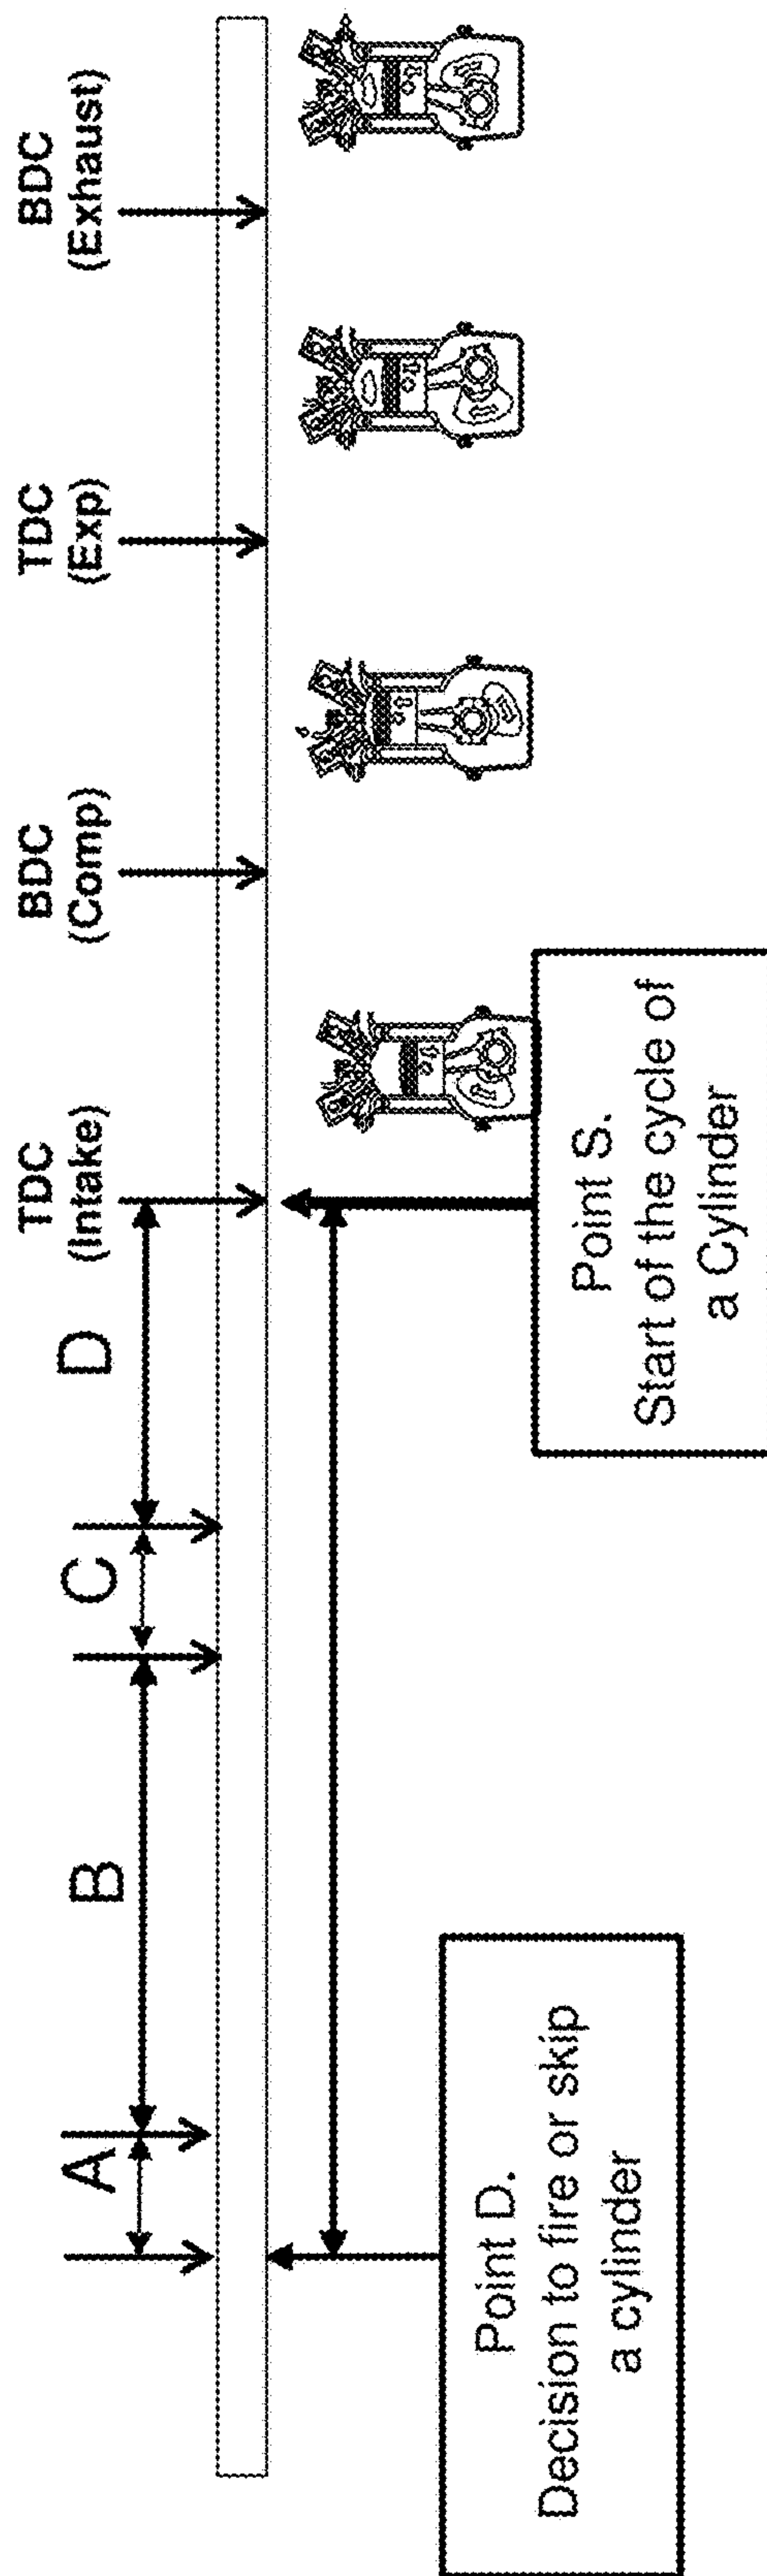 A
B
C
D
TDC
(Intake)
BDC
(Comp)
TDC
(Exp)
BDC
(Exhaust)
Point D.
Decision to fire or skip
a cylinder
Point S.
Start of the cycle of
a Cylinder